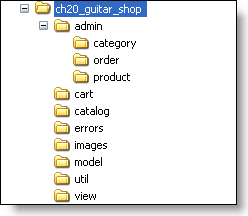 ch20_guitar_shop
admin
category
order
product
cart
catalog
errors
images
model
util
view